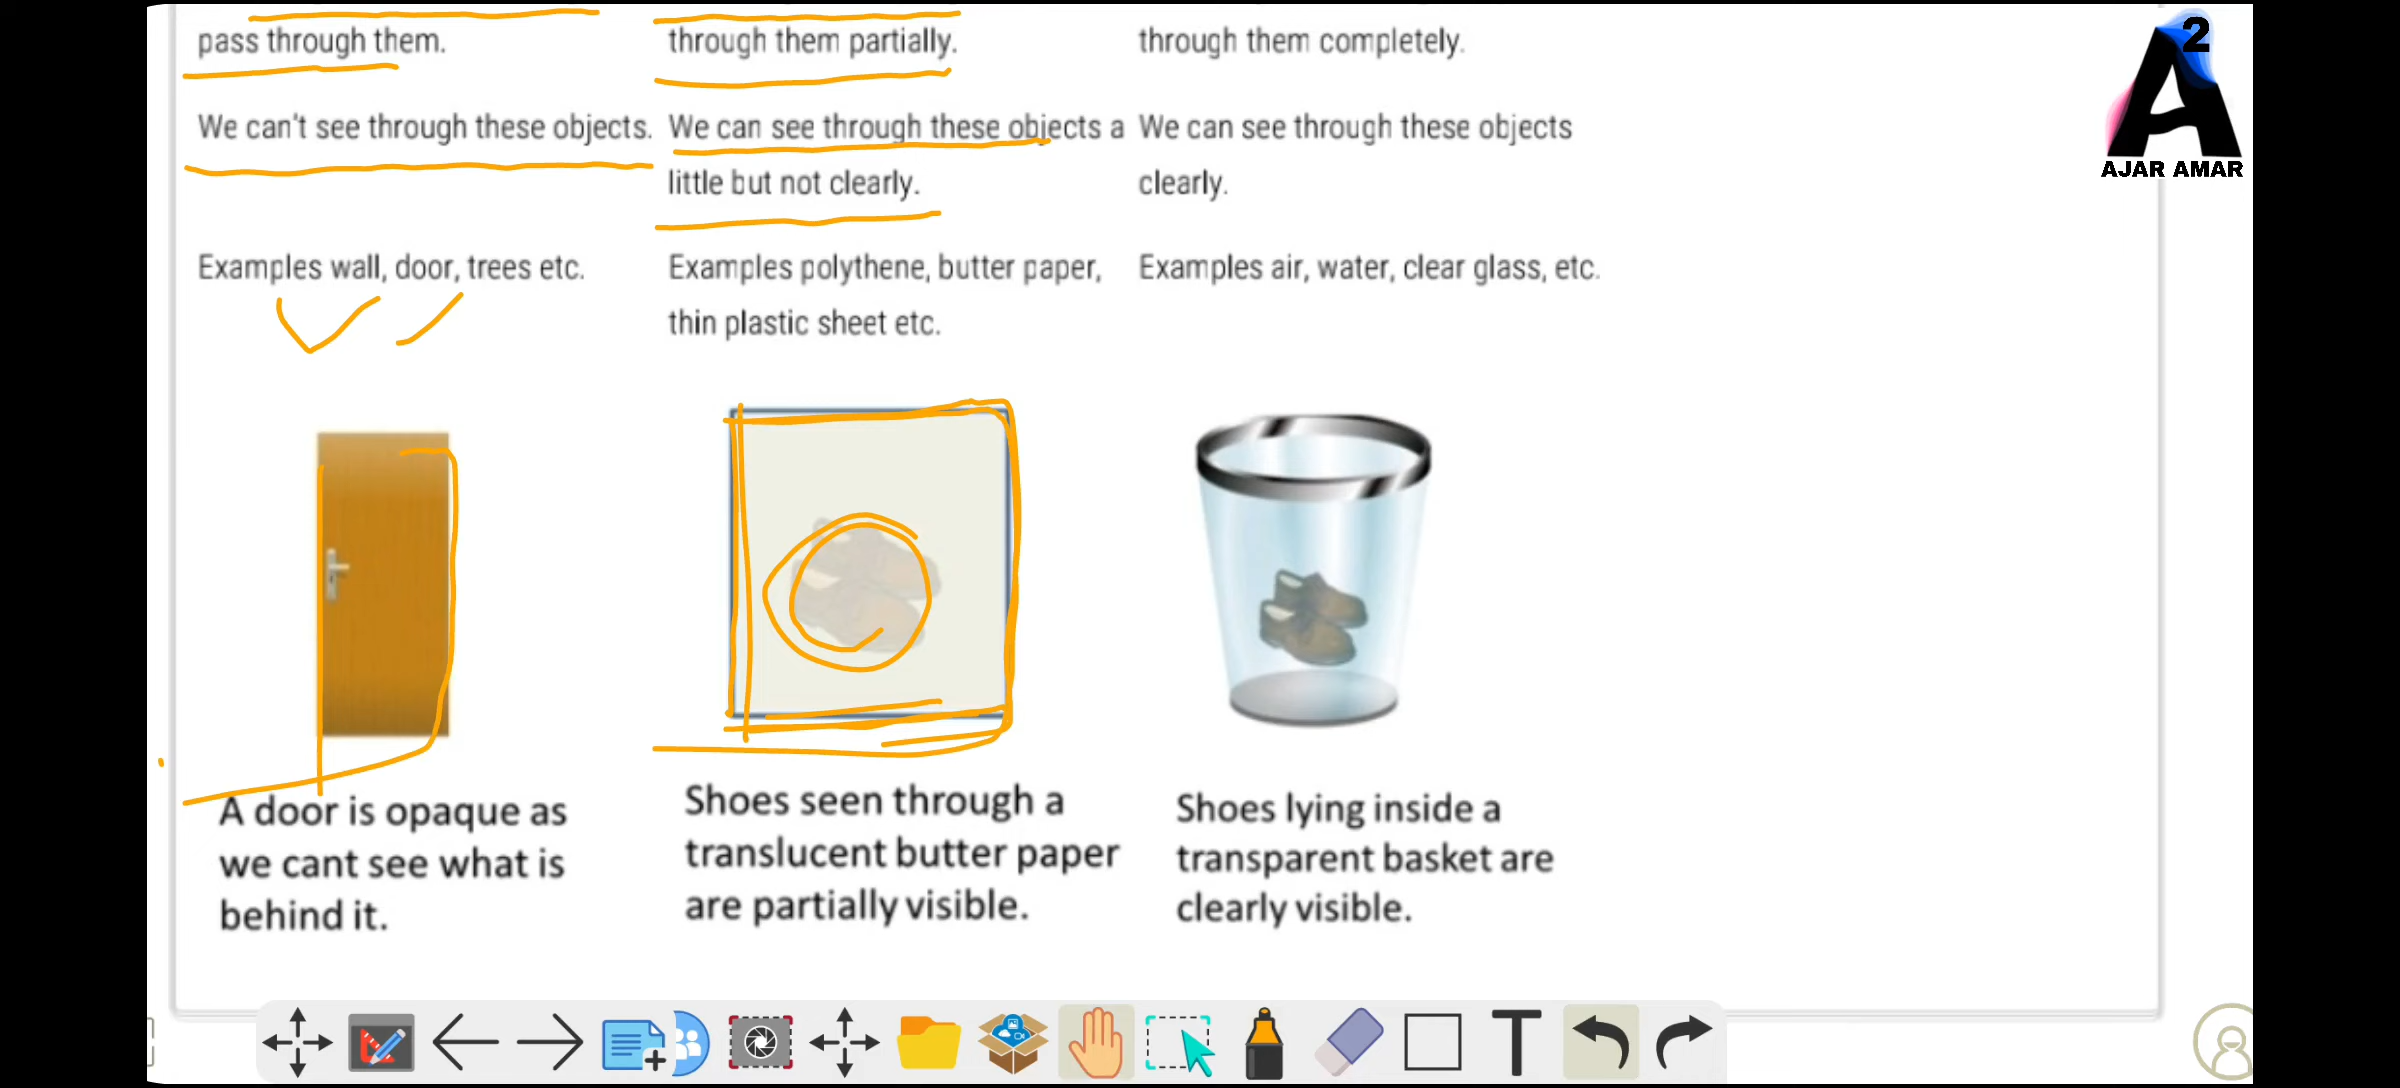 pass through them.
through them partially.
through them completely.
We can't see through these objects.
We can see through these objects a
little but not clearly.
We can see through these objects
clearly.
Examples wall, door, trees etc.
Examples polythene, butter paper,
thin plastic sheet etc.
Examples air, water, clear glass, etc.
A door is opaque as
we cant see what is
behind it.
Shoes seen through a
translucent butter paper
are partially visible.
Shoes lying inside a
transparent basket are
clearly visible.
A2
AJAR AMAR
T